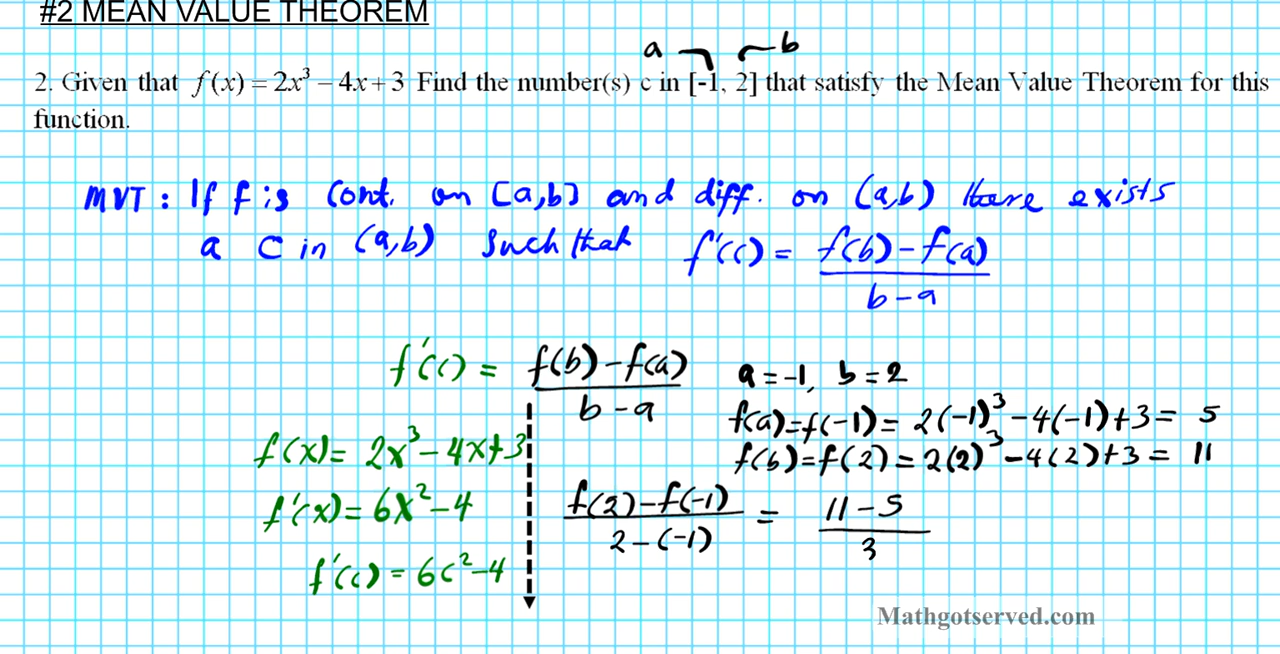 #2 MEAN VALUE THEOREM
a b
2. Given that f(x) = 2x³ − 4x + 3 Find the number(s) c in [-1, 2] that satisfy the Mean Value Theorem for this
function.
MVT : If f is Cont. on [a,b] and diff. on (a,b) there exists
a C in (a,b) such that f'(c) = f(b) − f(a) / b − a
f'(c) = f(b) − f(a) / b − a
f(x) = 2x³ − 4x + 3
f'(x) = 6x² − 4
f'(c) = 6c² − 4
a = −1, b = 2
f(a) = f(−1) = 2(−1)³ − 4(−1) + 3 = 5
f(b) = f(2) = 2(2)³ − 4(2) + 3 = 11
f(2) − f(−1) / 2 − (−1) = 11 − 5 / 3
Mathgotserved.com